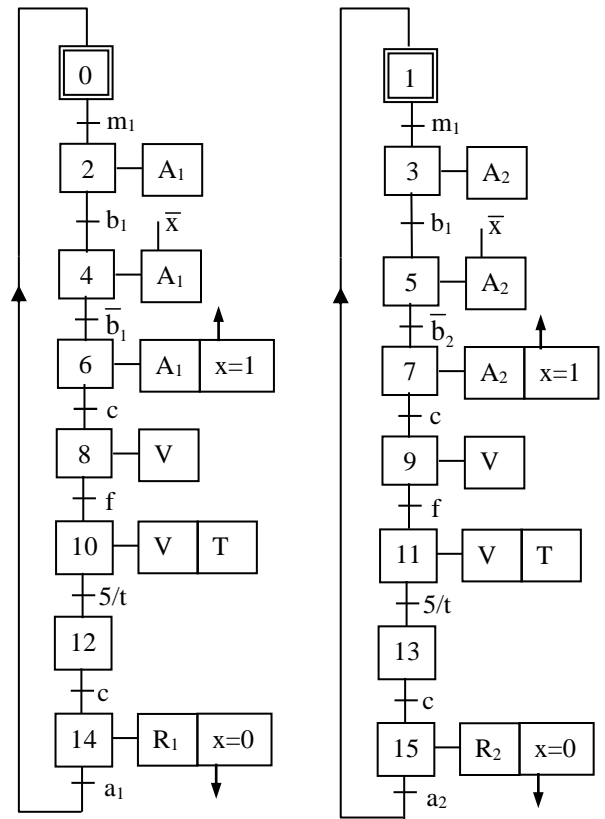 0
m₁
2 A₁
b₁
x̅
4 A₁
b̅₁
6 A₁ x=1
c
8 V
f
10 V T
5/t
12
c
14 R₁ x=0
a₁
1
m₁
3 A₂
b₁
x̅
5 A₂
b̅₂
7 A₂ x=1
c
9 V
f
11 V T
5/t
13
c
15 R₂ x=0
a₂